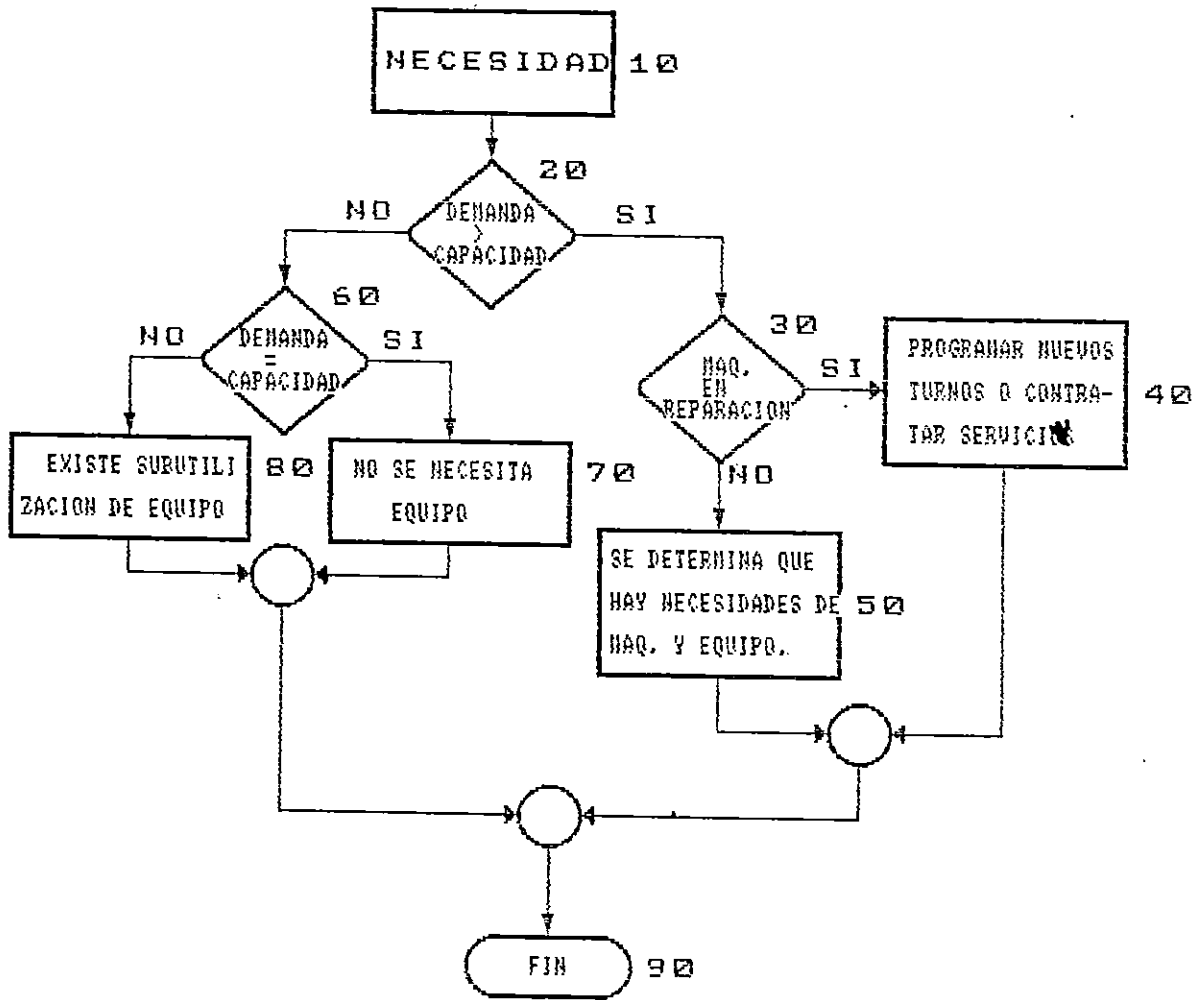 NECESIDAD 10
20
NO
DEMANDA
>
CAPACIDAD
SI
60
NO
DEMANDA
=
CAPACIDAD
SI
30
MAQ.
EN
REPARACION
SI
PROGRAMAR NUEVOS
TURNOS O CONTRA-
TAR SERVICIOS
40
NO
EXISTE SUBUTILI
ZACION DE EQUIPO
80
NO SE NECESITA
EQUIPO
70
SE DETERMINA QUE
HAY NECESIDADES DE
MAQ. Y EQUIPO.
50
FIN
90